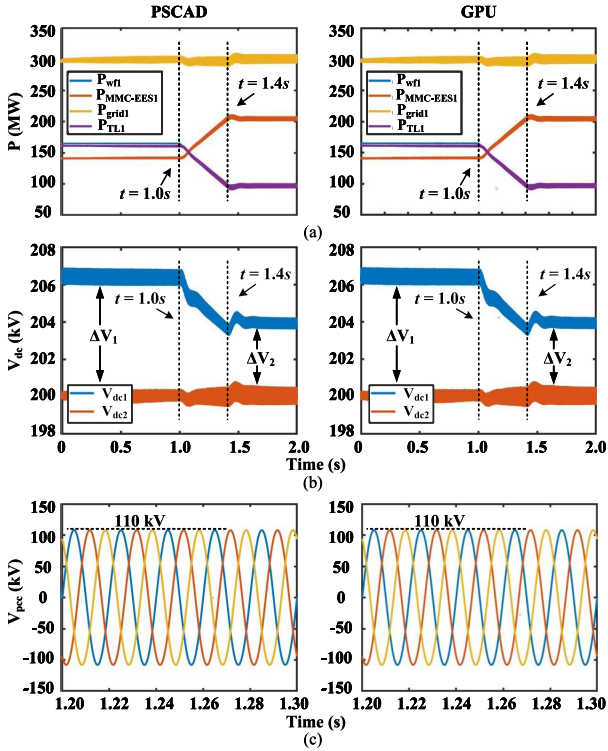 PSCAD
GPU
P (MW)
350
300
250
200
150
100
50
P_wf1
P_MMC-EES1
P_grid1
P_TL1
t = 1.4s
t = 1.0s
350
300
250
200
150
100
50
P_wf1
P_MMC-EES1
P_grid1
P_TL1
t = 1.4s
t = 1.0s
(a)
V_dc (kV)
208
206
204
202
200
198
t = 1.4s
t = 1.0s
ΔV_1
ΔV_2
V_dc1
V_dc2
0 0.5 1.0 1.5 2.0
Time (s)
208
206
204
202
200
198
t = 1.4s
t = 1.0s
ΔV_1
ΔV_2
V_dc1
V_dc2
0 0.5 1.0 1.5 2.0
Time (s)
(b)
V_pcc (kV)
150
100
50
0
-50
-100
-150
110 kV
1.20 1.22 1.24 1.26 1.28 1.30
Time (s)
150
100
50
0
-50
-100
-150
110 kV
1.20 1.22 1.24 1.26 1.28 1.30
Time (s)
(c)